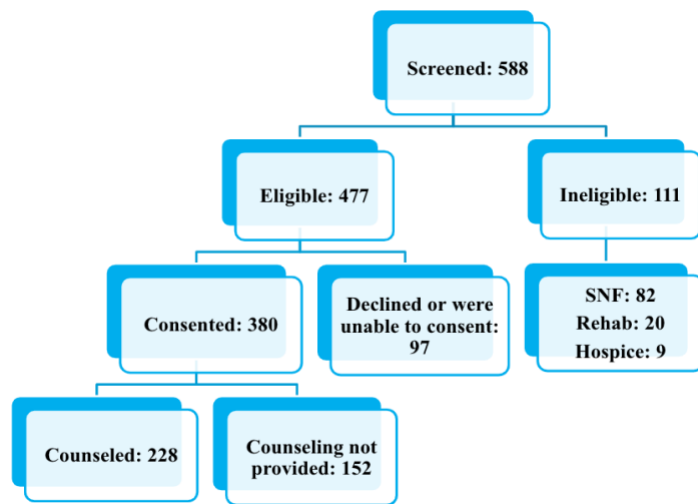 Screened: 588
Eligible: 477
Ineligible: 111
Consented: 380
Declined or were
unable to consent:
97
SNF: 82
Rehab: 20
Hospice: 9
Counseled: 228
Counseling not
provided: 152